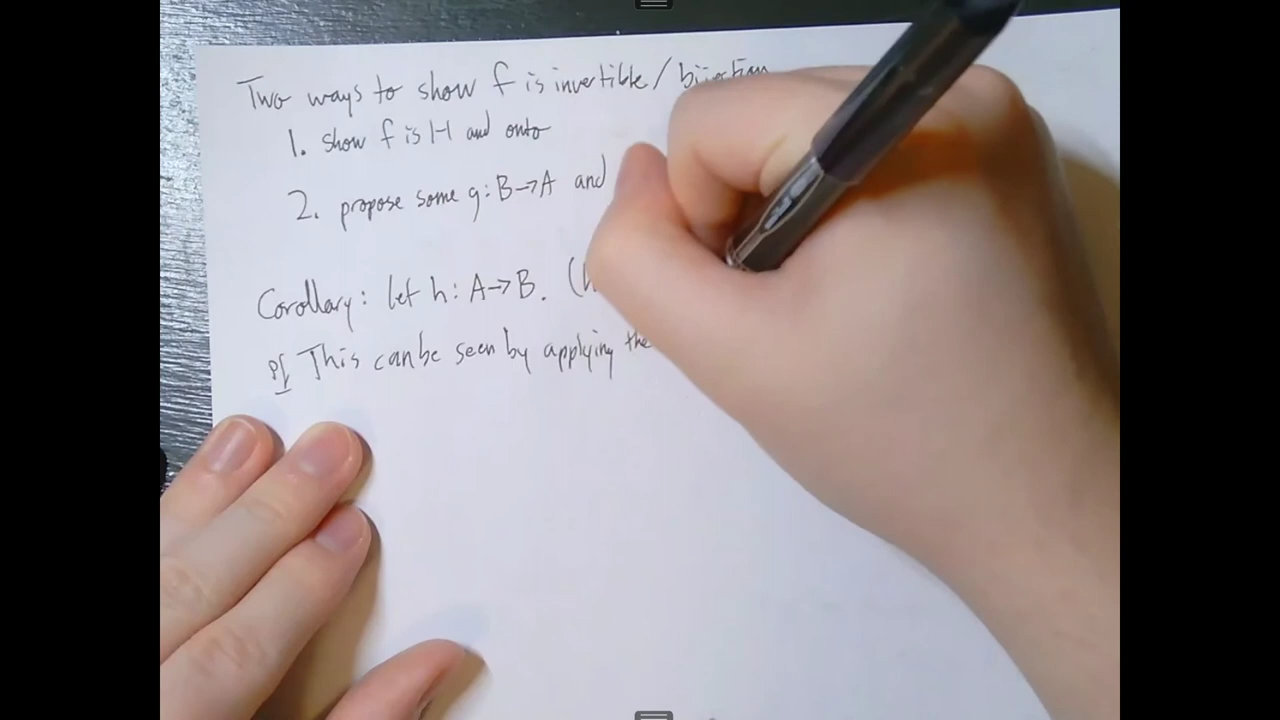 Two ways to show f is invertible/bijection
1. show f is 1-1 and onto
2. propose some g: B→A and
Corollary: let h: A→B. (h
pf This can be seen by applying the